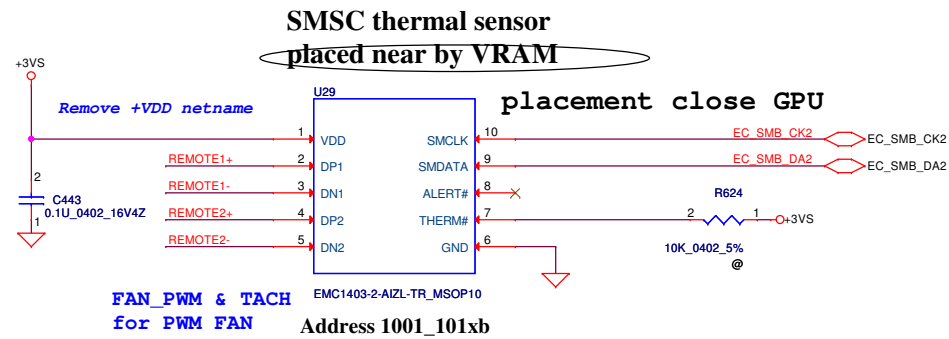 SMSC thermal sensor
placed near by VRAM
+3VS
Remove +VDD netname
U29
placement close GPU
1 VDD SMCLK 10 EC_SMB_CK2 EC_SMB_CK2
REMOTE1+ 2 DP1 SMDATA 9 EC_SMB_DA2 EC_SMB_DA2
REMOTE1- 3 DN1 ALERT# 8
2 C443
0.1U_0402_16V4Z
1
R624
REMOTE2+ 4 DP2 THERM# 7 2 1 +3VS
REMOTE2- 5 DN2 GND 6
10K_0402_5%
@
EMC1403-2-AIZL-TR_MSOP10
FAN_PWM & TACH
for PWM FAN
Address 1001_101xb